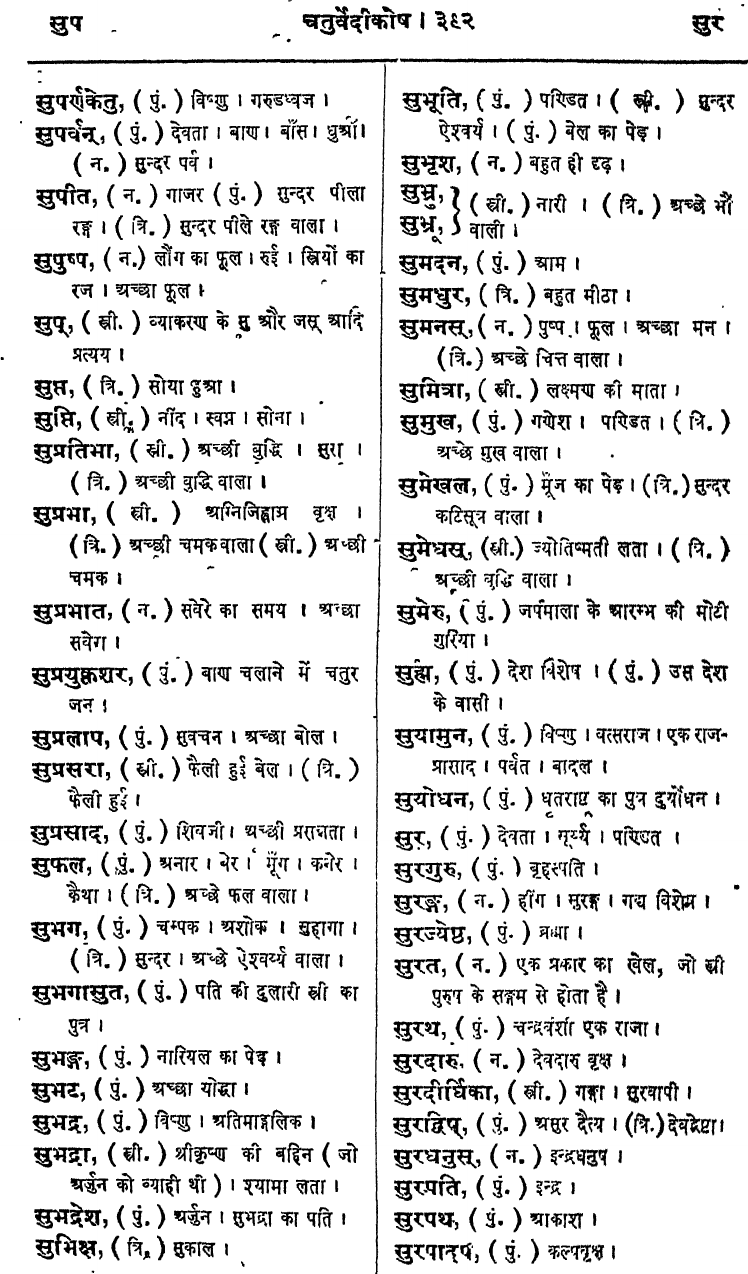 सुप चतुर्वेदीकोष । ३९२ सुर
सुपर्णकेतु, ( पुं. ) विष्णु । गरुडध्वज ।
सुपर्वन्, ( पुं. ) देवता । बाण । बाँस । धुआँ ।
( न. ) सुन्दर पर्व ।
सुपीत, ( न. ) गाजर ( पुं. ) सुन्दर पीला
रङ्ग । ( त्रि. ) सुन्दर पीले रङ्ग वाला ।
सुपुष्प, ( न.) लौंग का फूल । रुई । स्त्रियों का
रज । अच्छा फूल ।
सुप्, ( स्त्री. ) व्याकरण के सु और जस् आदि
प्रत्यय ।
सुप्त, ( त्रि. ) सोया हुआ ।
सुप्ति, ( स्त्री. ) नींद । स्वप्न । सोना ।
सुप्रतिभा, ( स्त्री. ) अच्छी बुद्धि । सुरा ।
( त्रि. ) अच्छी बुद्धि वाला ।
सुप्रभा, ( स्त्री. ) अग्निजिह्वाम वृक्ष ।
(त्रि.) अच्छी चमकवाला ( स्त्री. ) अच्छी
चमक ।
सुप्रभात, ( न. ) सवेरे का समय । अच्छा
सवेरा ।
सुप्रयुक्तशर, ( पुं. ) बाण चलाने में चतुर
जन ।
सुप्रलाप, ( पुं. ) सुवचन । अच्छा बोल ।
सुप्रसरा, ( स्त्री. ) फैली हुई बेल । ( त्रि. )
फैली हुई ।
सुप्रसाद, ( पुं. ) शिवजी । अच्छी प्रसन्नता ।
सुफल, ( पुं. ) अनार । बेर । मूँग । कनेर ।
कैथा । ( त्रि. ) अच्छे फल वाला ।
सुभग, ( पुं. ) चम्पक । अशोक । सुहागा ।
( त्रि. ) सुन्दर । अच्छे ऐश्वर्य्य वाला ।
सुभगासुत, ( पुं. ) पति की दुलारी स्त्री का
पुत्र ।
सुभङ्ग, ( पुं. ) नारियल का पेड़ ।
सुभट, ( पुं. ) अच्छा योद्धा ।
सुभद्र, ( पुं. ) विष्णु । अतिमाङ्गलिक ।
सुभद्रा, ( स्त्री. ) श्रीकृष्ण की बहिन ( जो
अर्जुन को ब्याही थी ) । श्यामा लता ।
सुभद्रेश, ( पुं. ) अर्जुन । सुभद्रा का पति ।
सुभिक्ष, ( त्रि. ) सुकाल ।
सुभूति, ( पुं. ) पण्डित । ( स्त्री. ) सुन्दर
ऐश्वर्य । ( पुं. ) बेल का पेड़ ।
सुभृश, ( न. ) बहुत ही दृढ़ ।
सुभ्रु, } ( स्त्री. ) नारी । ( त्रि. ) अच्छे भौं
सुभ्रू, } वाली ।
सुमदन, ( पुं. ) आम ।
सुमधुर, ( त्रि. ) बहुत मीठा ।
सुमनस्, ( न. ) पुष्प । फूल । अच्छा मन ।
(त्रि.) अच्छे चित्त वाला ।
सुमित्रा, ( स्त्री. ) लक्ष्मण की माता ।
सुमुख, ( पुं. ) गणेश । पण्डित । ( त्रि. )
अच्छे मुख वाला ।
सुमेखल, ( पुं. ) मूँज का पेड़ । (त्रि.) सुन्दर
कटिसूत्र वाला ।
सुमेधस्, (स्त्री.) ज्योतिष्मती लता । ( त्रि. )
अच्छी बुद्धि वाला ।
सुमेरु, ( पुं. ) जपमाला के आरम्भ की मोटी
गुरिया ।
सुह्म, ( पुं. ) देश विशेष । ( पुं. ) उस देश
के वासी ।
सुयामुन, ( पुं. ) विष्णु । वत्सराज । एक राज-
प्रासाद । पर्वत । बादल ।
सुयोधन, ( पुं. ) धृतराष्ट्र का पुत्र दुर्योधन ।
सुर, ( पुं. ) देवता । सूर्य्य । पण्डित ।
सुरगुरु, ( पुं. ) बृहस्पति ।
सुरङ्ग, ( न. ) हींग । सुरङ्ग । गद्य विशेष ।
सुरज्येष्ठ, ( पुं. ) ब्रह्मा ।
सुरत, ( न. ) एक प्रकार का खेल, जो स्त्री
पुरुष के सङ्गम से होता है ।
सुरथ, ( पुं. ) चन्द्रवंशी एक राजा ।
सुरदारु, ( न. ) देवदारु वृक्ष ।
सुरदीर्घिका, ( स्त्री. ) गङ्गा । सुरवापी ।
सुरद्विष्, ( पुं. ) असुर दैत्य । (त्रि.) देवद्वेष्टा ।
सुरधनुस्, ( न. ) इन्द्रधनुष ।
सुरपति, ( पुं. ) इन्द्र ।
सुरपथ, ( पुं. ) आकाश ।
सुरपादप, ( पुं. ) कल्पवृक्ष ।